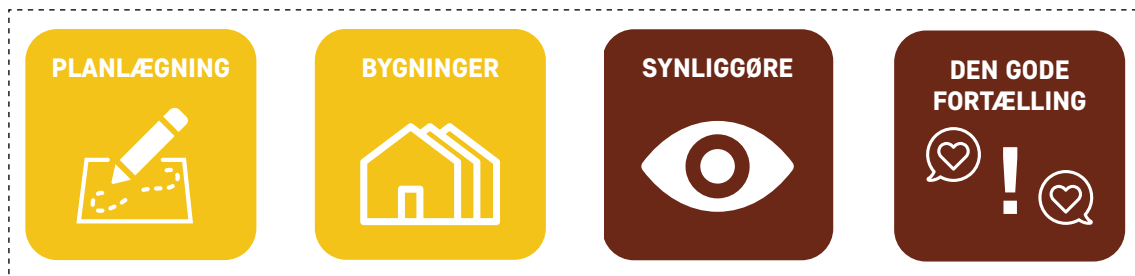 PLANLÆGNING
BYGNINGER
SYNLIGGØRE
DEN GODE
FORTÆLLING
!